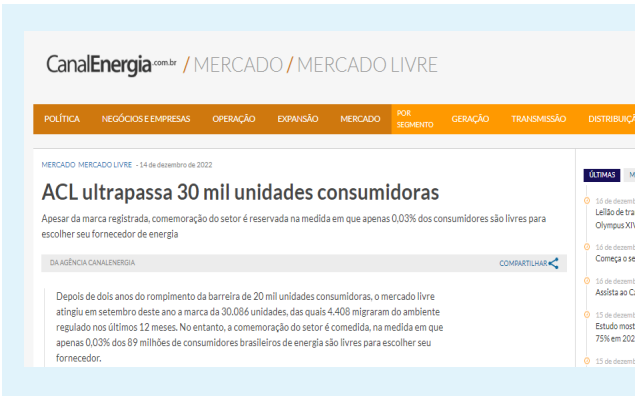 CanalEnergia.com.br / MERCADO / MERCADO LIVRE
POLÍTICA NEGÓCIOS E EMPRESAS OPERAÇÃO EXPANSÃO MERCADO POR SEGMENTO GERAÇÃO TRANSMISSÃO DISTRIBUIÇÃ
MERCADO MERCADO LIVRE - 14 de dezembro de 2022
ACL ultrapassa 30 mil unidades consumidoras
Apesar da marca registrada, comemoração do setor é reservada na medida em que apenas 0,03% dos consumidores são livres para
escolher seu fornecedor de energia
DA AGÊNCIA CANALENERGIA COMPARTILHAR
Depois de dois anos do rompimento da barreira de 20 mil unidades consumidoras, o mercado livre
atingiu em setembro deste ano a marca da 30.086 unidades, das quais 4.408 migraram do ambiente
regulado nos últimos 12 meses. No entanto, a comemoração do setor é comedida, na medida em que
apenas 0,03% dos 89 milhões de consumidores brasileiros de energia são livres para escolher seu
fornecedor.
ÚLTIMAS M
16 de dezemb
Leilão de tra
Olympus XIV
16 de dezemb
Começa o se
16 de dezemb
Assista ao Ca
15 de dezemb
Estudo most
75% em 202
15 de dezemb